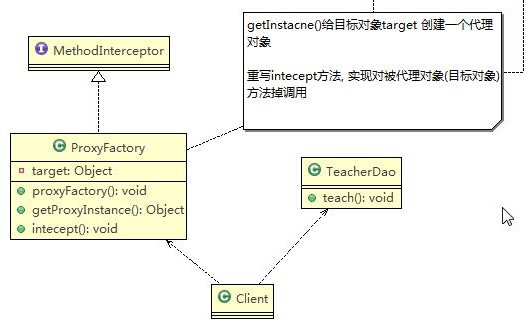 MethodInterceptor
getInstacne()给目标对象target 创建一个代理
对象
重写intecept方法, 实现对被代理对象(目标对象)
方法掉调用
ProxyFactory
target: Object
proxyFactory(): void
getProxyInstance(): Object
intecept(): void
TeacherDao
teach(): void
Client